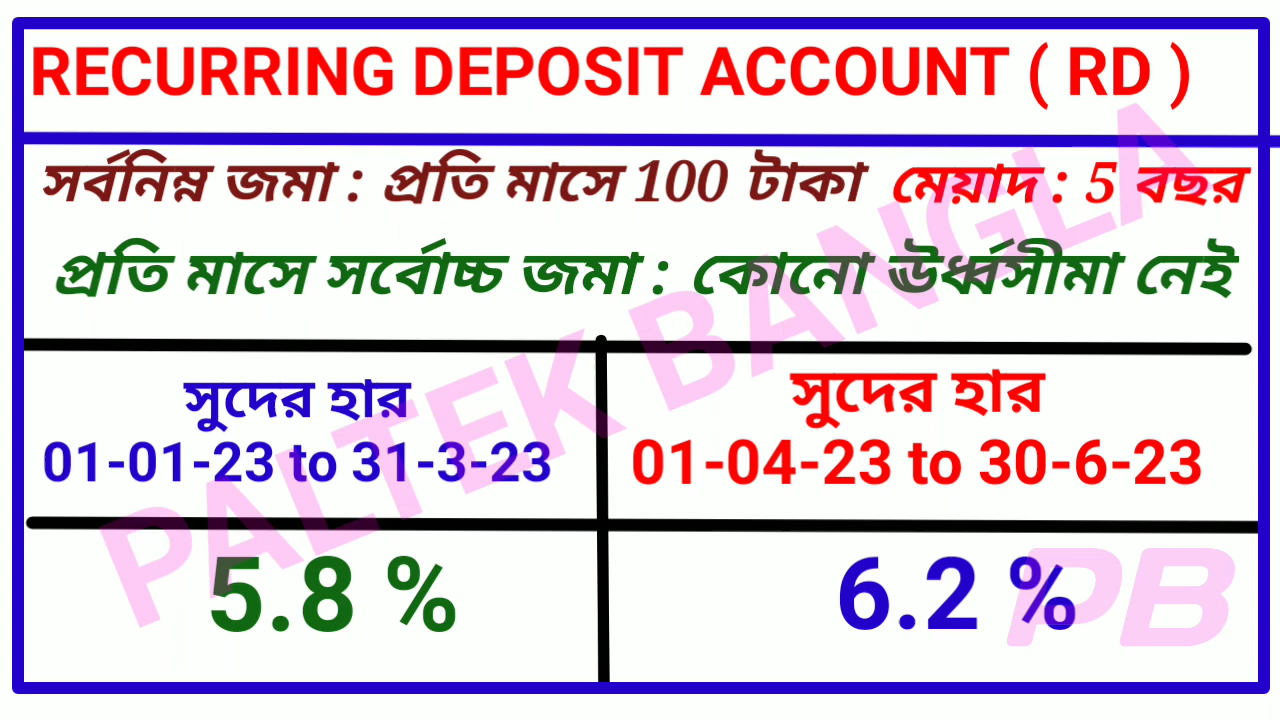 RECURRING DEPOSIT ACCOUNT ( RD )
সর্বনিম্ন জমা : প্রতি মাসে 100 টাকা মেয়াদ : 5 বছর
প্রতি মাসে সর্বোচ্চ জমা : কোনো ঊর্ধ্বসীমা নেই
সুদের হার
01-01-23 to 31-3-23
সুদের হার
01-04-23 to 30-6-23
5.8 %
6.2 %
PALTEK BANGLA
PB